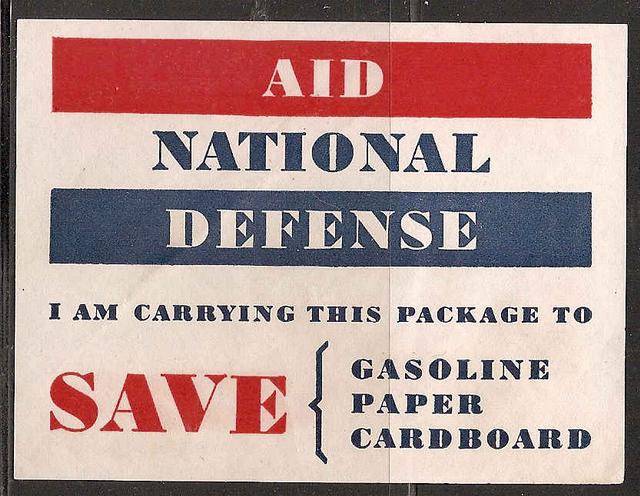 AID
NATIONAL
DEFENSE
I AM CARRYING THIS PACKAGE TO
SAVE
GASOLINE
PAPER
CARDBOARD